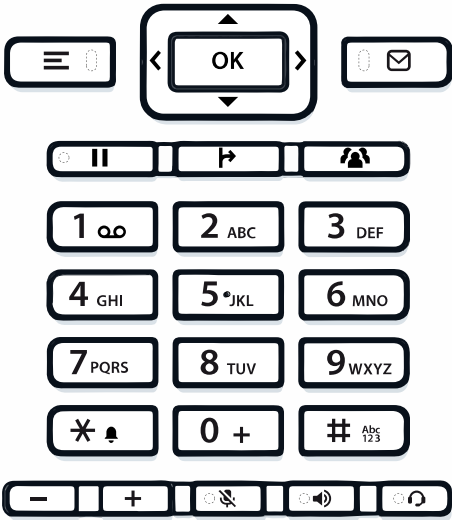 OK
1 2 ABC 3 DEF
4 GHI 5 JKL 6 MNO
7 PQRS 8 TUV 9 WXYZ
* 0 + # Abc 123
- +